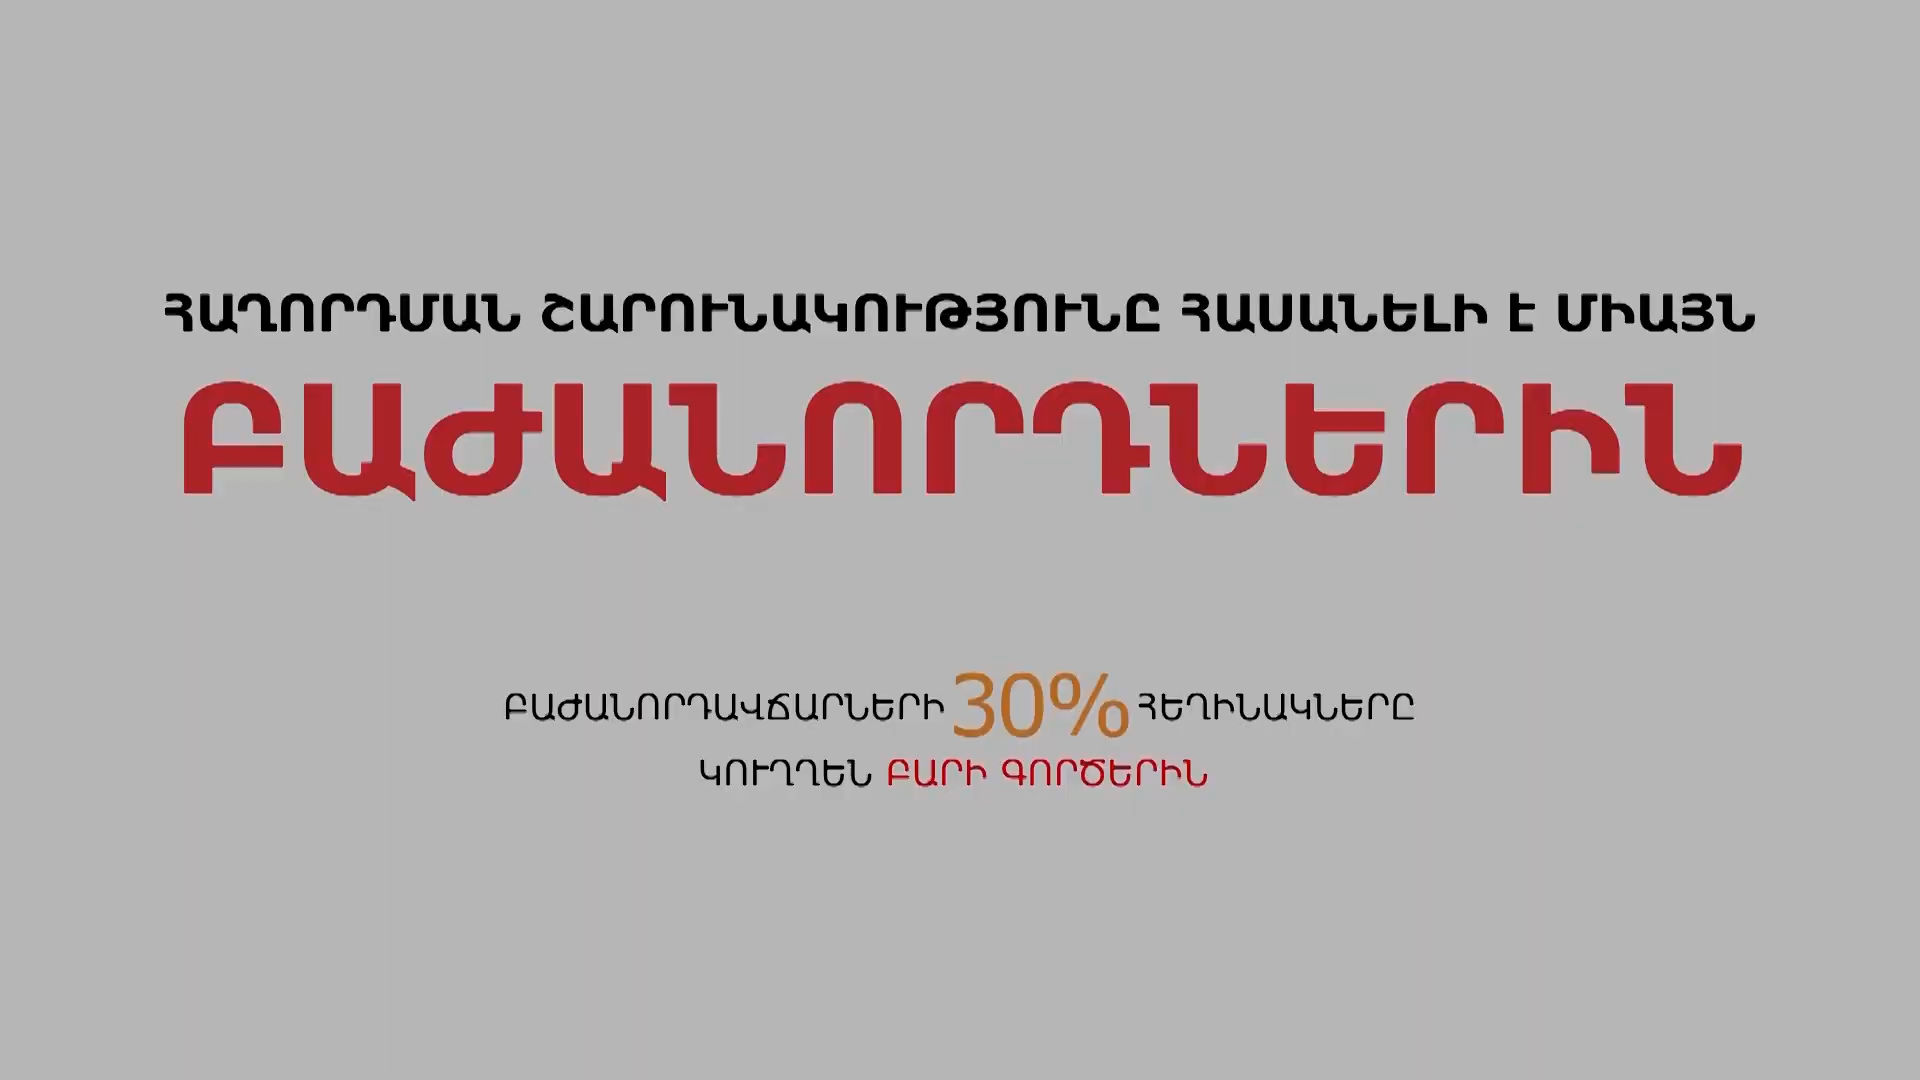 ՀԱՂՈՐԴՄԱՆ ՇԱՐՈՒՆԱԿՈՒԹՅՈՒՆԸ ՀԱՍԱՆԵԼԻ Է ՄԻԱՅՆ
ԲԱԺԱՆՈՐԴՆԵՐԻՆ
ԲԱԺԱՆՈՐԴԱՎՃԱՐՆԵՐԻ 30% ՀԵՂԻՆԱԿՆԵՐԸ
ԿՈՒՂՂԵՆ ԲԱՐԻ ԳՈՐԾԵՐԻՆ